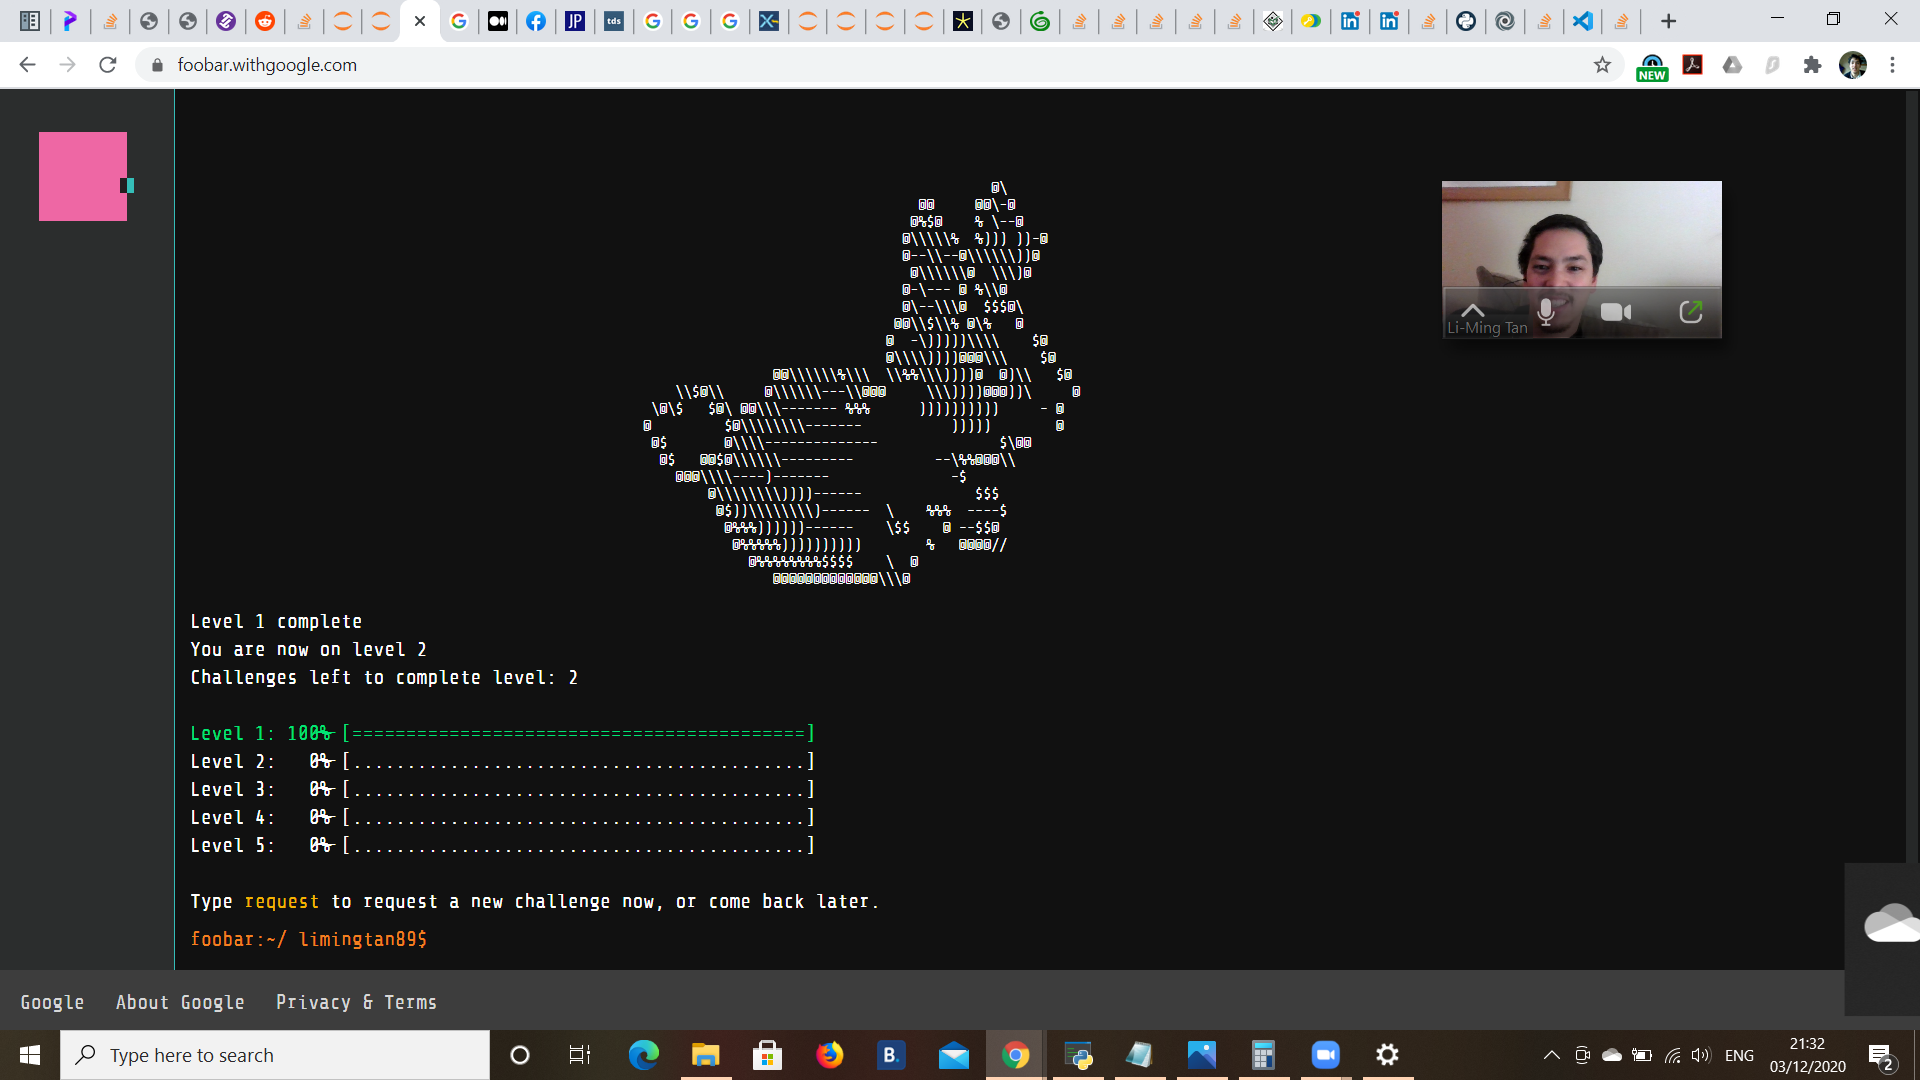 foobar.withgoogle.com
NEW
Li-Ming Tan
Level 1 complete
You are now on level 2
Challenges left to complete level: 2
Level 1: 100% [==========================================]
Level 2: 0% [..........................................]
Level 3: 0% [..........................................]
Level 4: 0% [..........................................]
Level 5: 0% [..........................................]
Type request to request a new challenge now, or come back later.
foobar:~/ limingtan89$
Google About Google Privacy & Terms
Type here to search
B.
ENG
21:32
03/12/2020
2